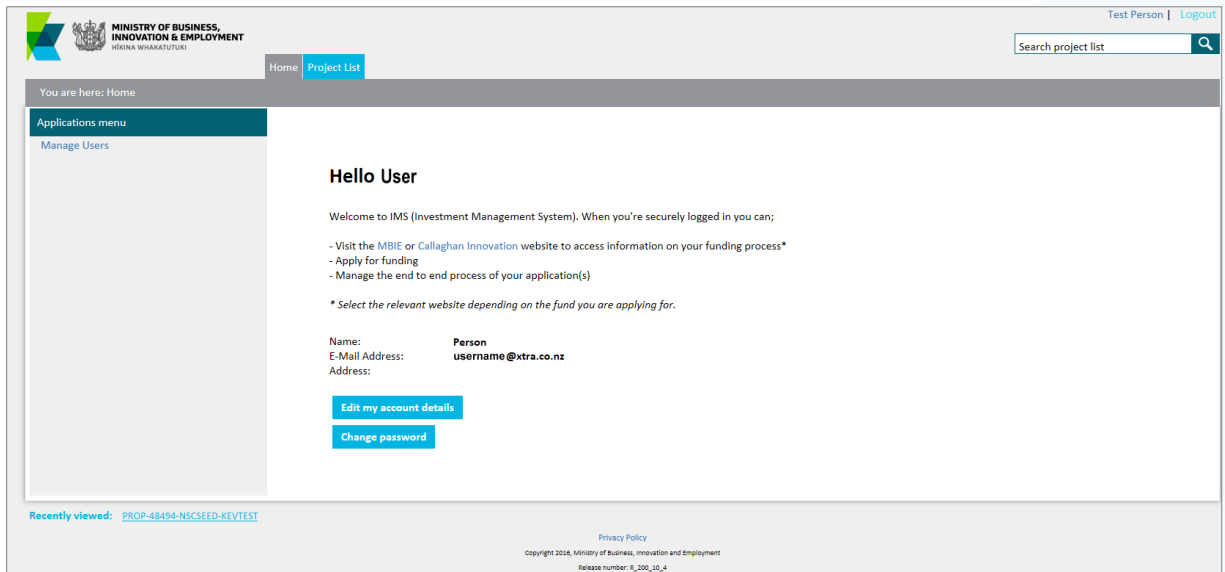 Test Person | Logout
MINISTRY OF BUSINESS,
INNOVATION & EMPLOYMENT
HĪKINA WHAKATUTUKI
Search project list
Home Project List
You are here: Home
Applications menu
Manage Users
Hello User
Welcome to IMS (Investment Management System). When you're securely logged in you can;
- Visit the MBIE or Callaghan Innovation website to access information on your funding process*
- Apply for funding
- Manage the end to end process of your application(s)
* Select the relevant website depending on the fund you are applying for.
Name: Person
E-Mail Address: username@xtra.co.nz
Address:
Edit my account details
Change password
Recently viewed: PROP-48494-NSCSEED-KEVTEST
Privacy Policy
Copyright 2016, Ministry of Business, Innovation and Employment
Release number: R_200_10_4